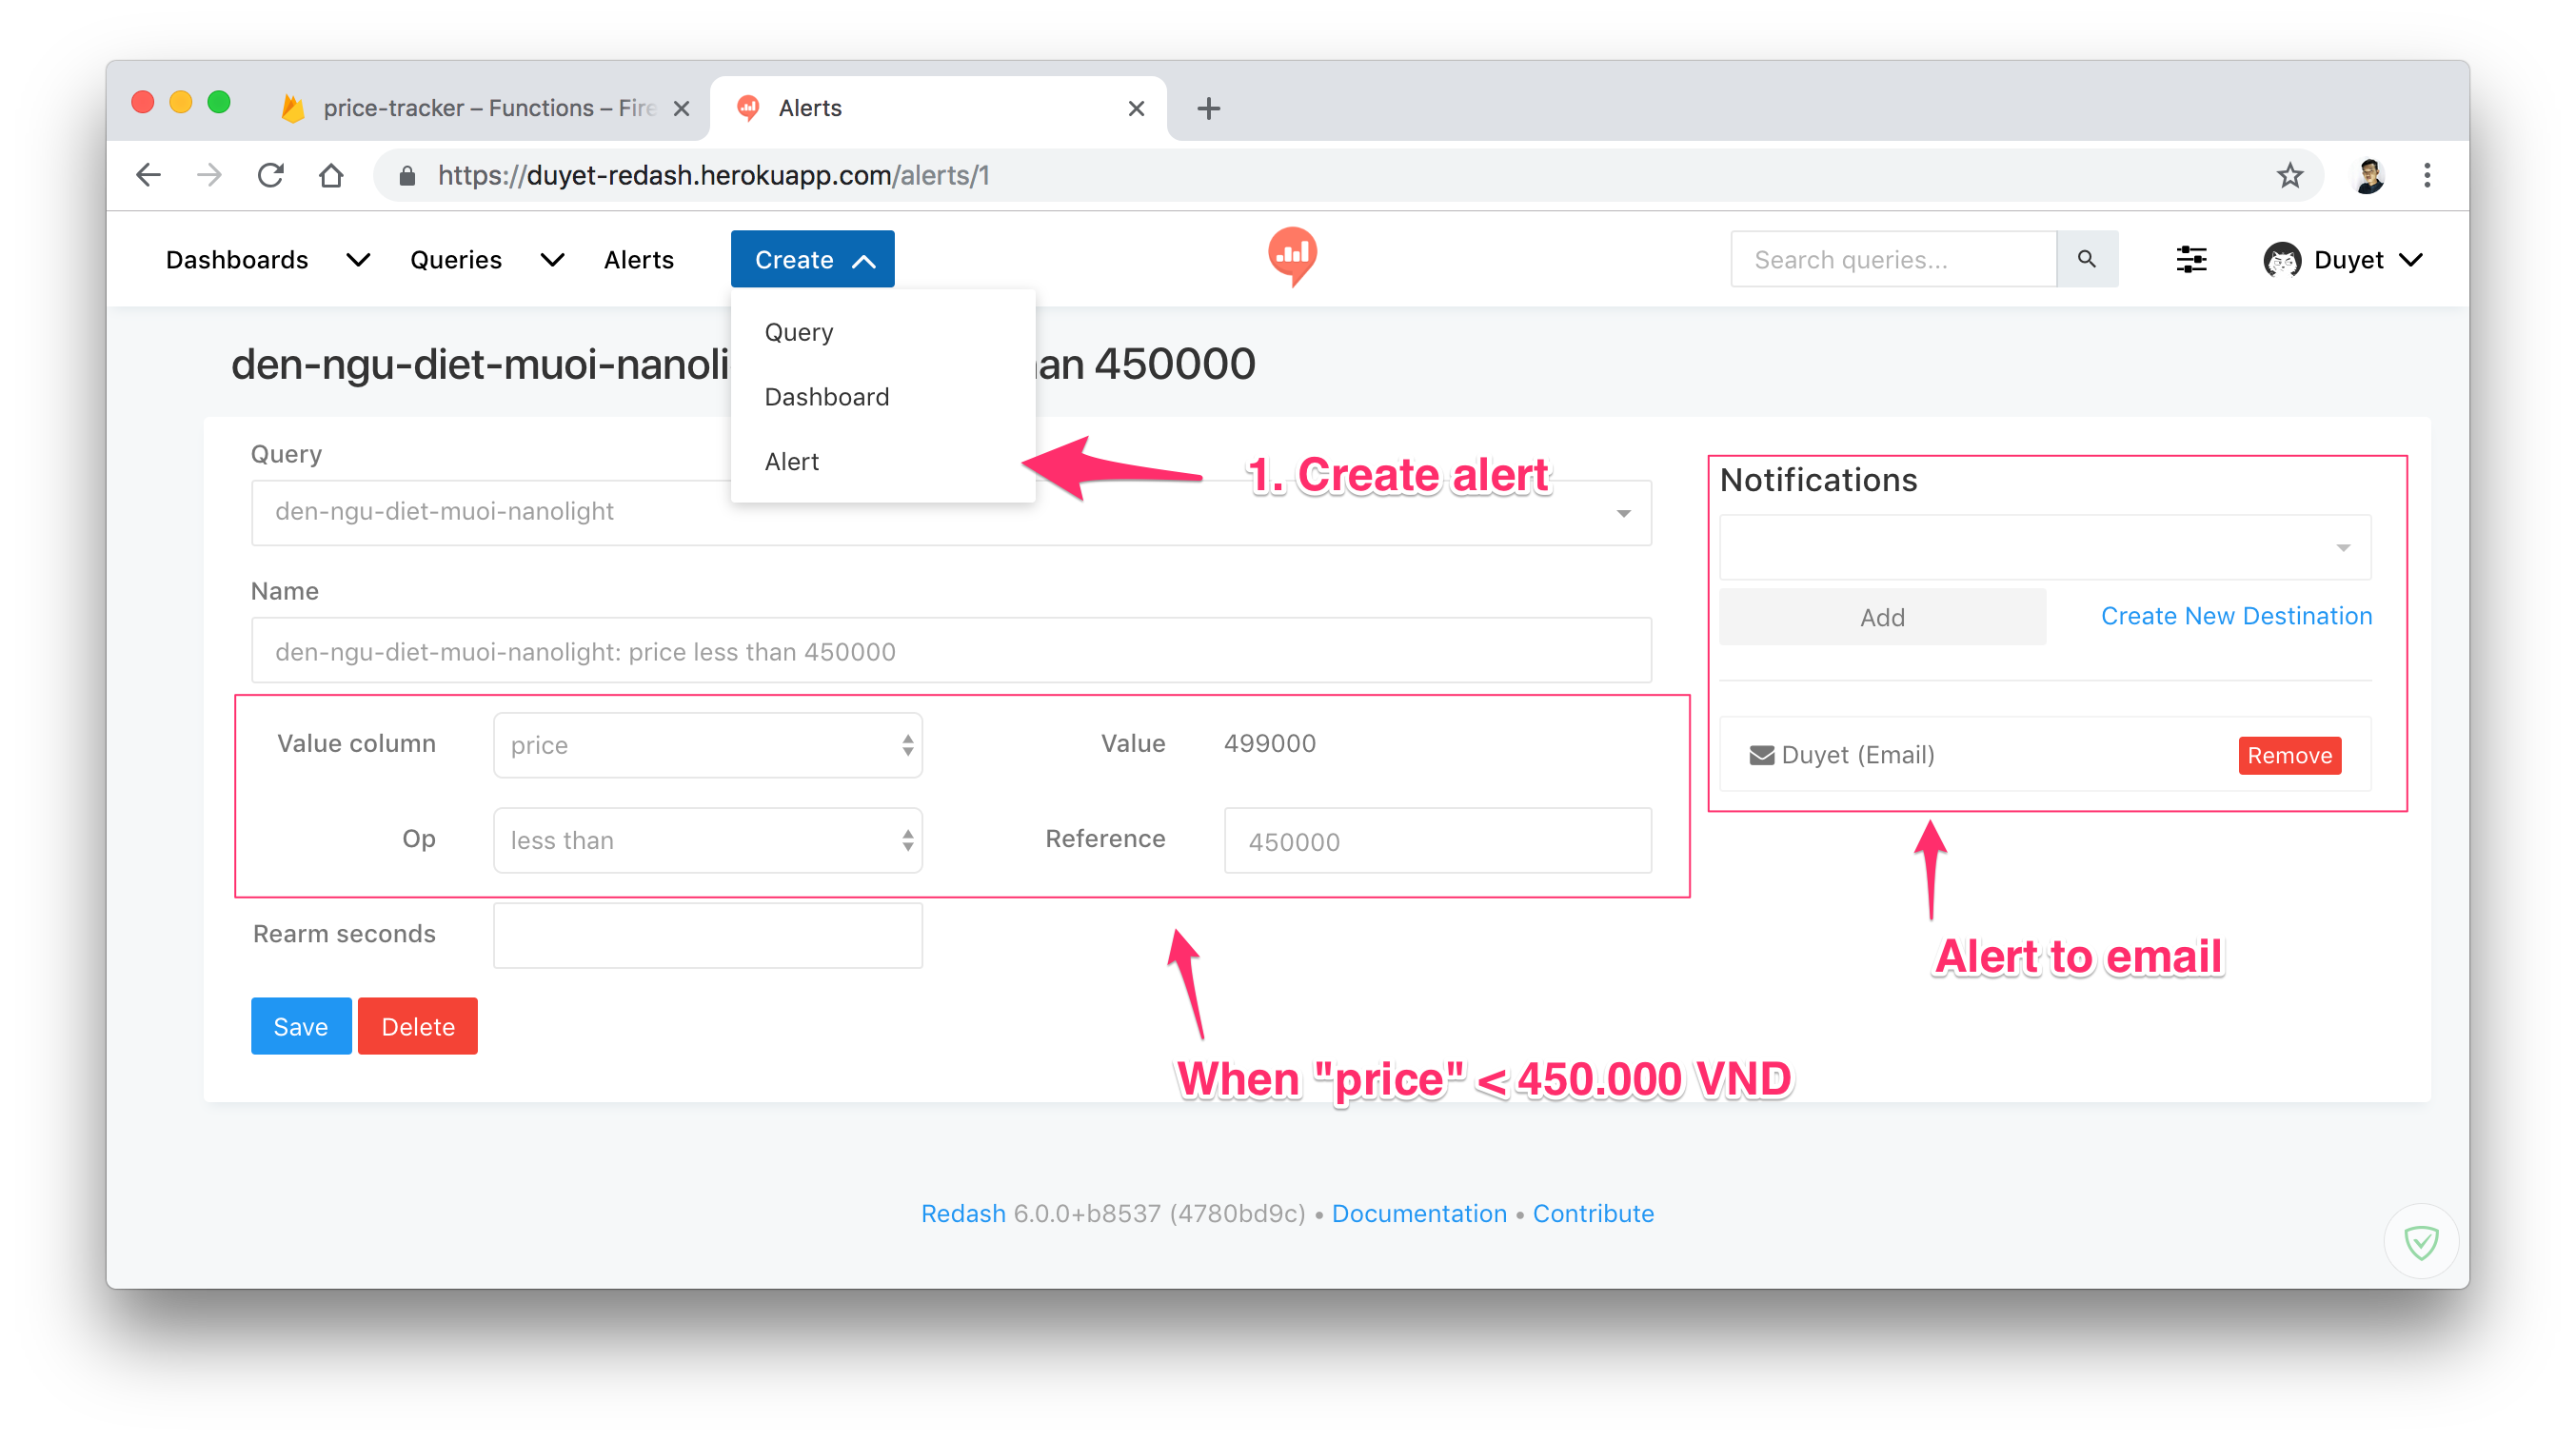 price-tracker – Functions – Fire
Alerts
https://duyet-redash.herokuapp.com/alerts/1
Dashboards Queries Alerts Create Search queries... Duyet
Query
Dashboard
Alert
den-ngu-diet-muoi-nanoli an 450000
1. Create alert
Query
den-ngu-diet-muoi-nanolight
Name
den-ngu-diet-muoi-nanolight: price less than 450000
Value column price Value 499000
Op less than Reference 450000
Rearm seconds
Save Delete
When "price" < 450.000 VND
Notifications
Add Create New Destination
Duyet (Email) Remove
Alert to email
Redash 6.0.0+b8537 (4780bd9c) • Documentation • Contribute